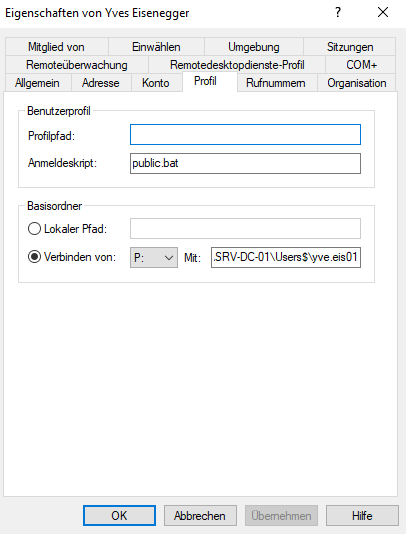 Eigenschaften von Yves Eisenegger
Mitglied von Einwählen Umgebung Sitzungen
Remoteüberwachung Remotedesktopdienste-Profil COM+
Allgemein Adresse Konto Profil Rufnummern Organisation
Benutzerprofil
Profilpfad:
Anmeldeskript: public.bat
Basisordner
Lokaler Pfad:
Verbinden von: P: Mit: .SRV-DC-01\Users$\yve.eis01
OK Abbrechen Übernehmen Hilfe